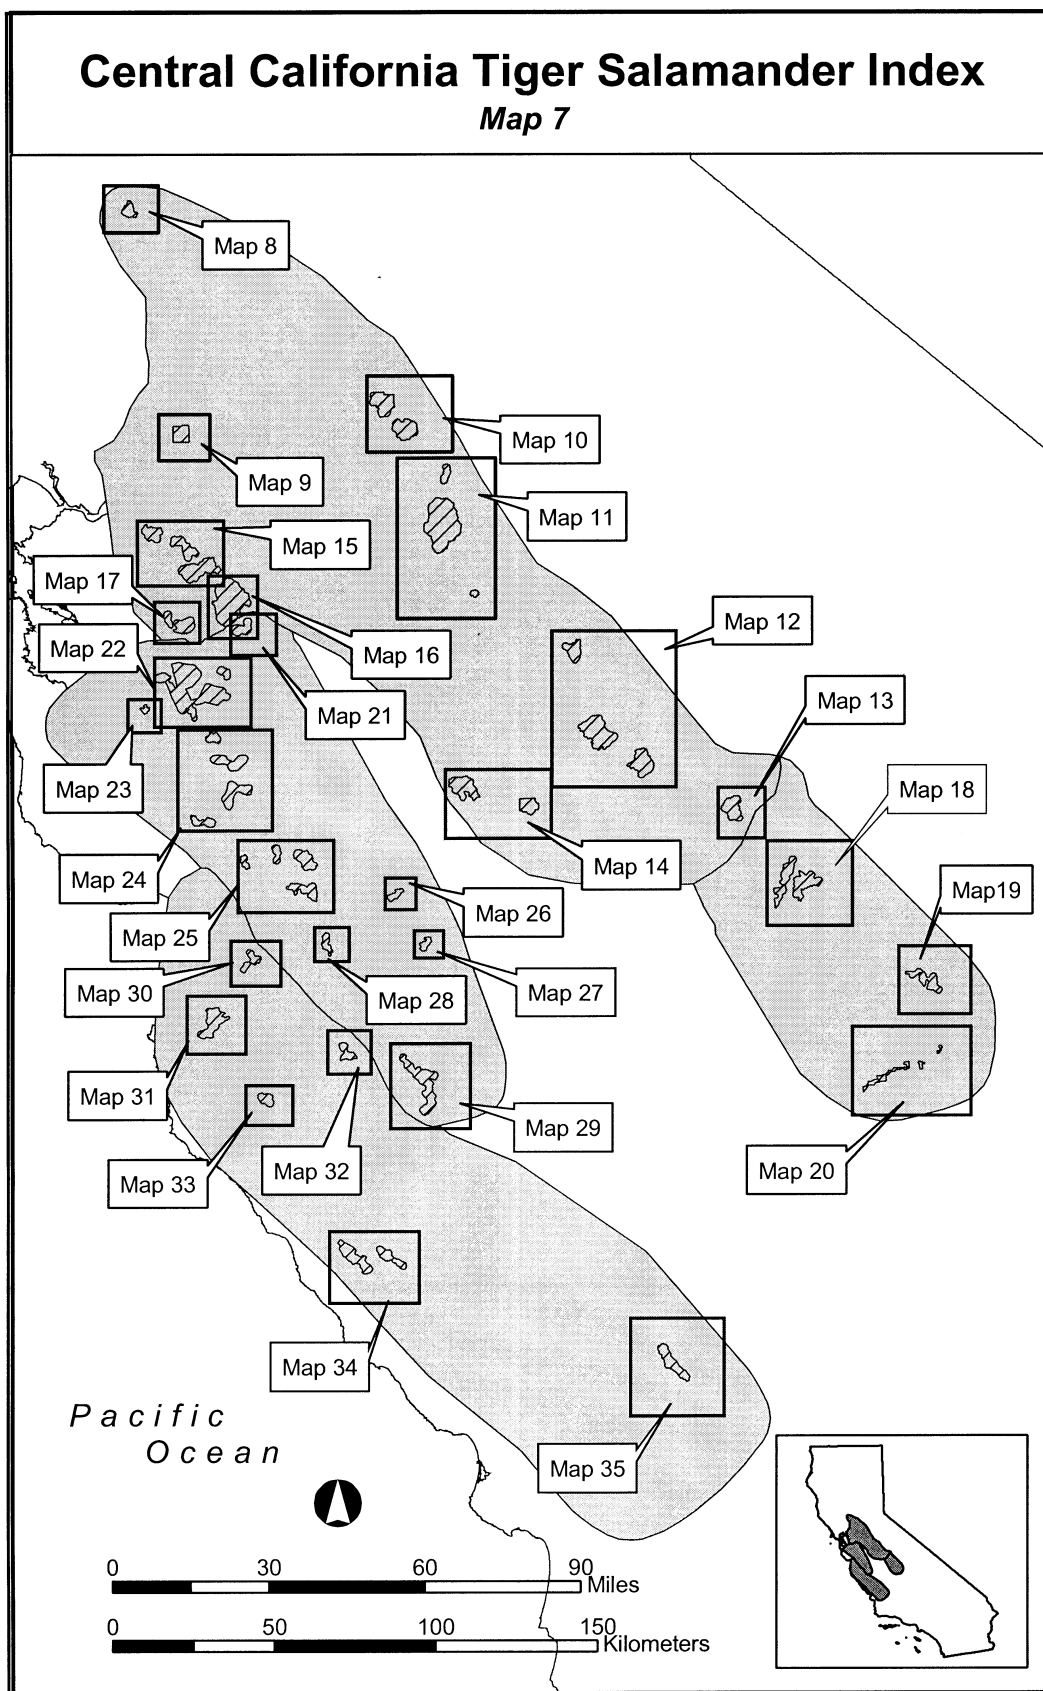 Central California Tiger Salamander Index
Map 7
Map 8
Map 10
Map 9
Map 11
Map 15
Map 17
Map 12
Map 22
Map 16
Map 13
Map 21
Map 23
Map 18
Map 14
Map 24
Map19
Map 26
Map 25
Map 30
Map 28
Map 27
Map 31
Map 29
Map 32
Map 20
Map 33
Map 34
Pacific
Ocean
Map 35
0 30 60 90
Miles
0 50 100 150
Kilometers